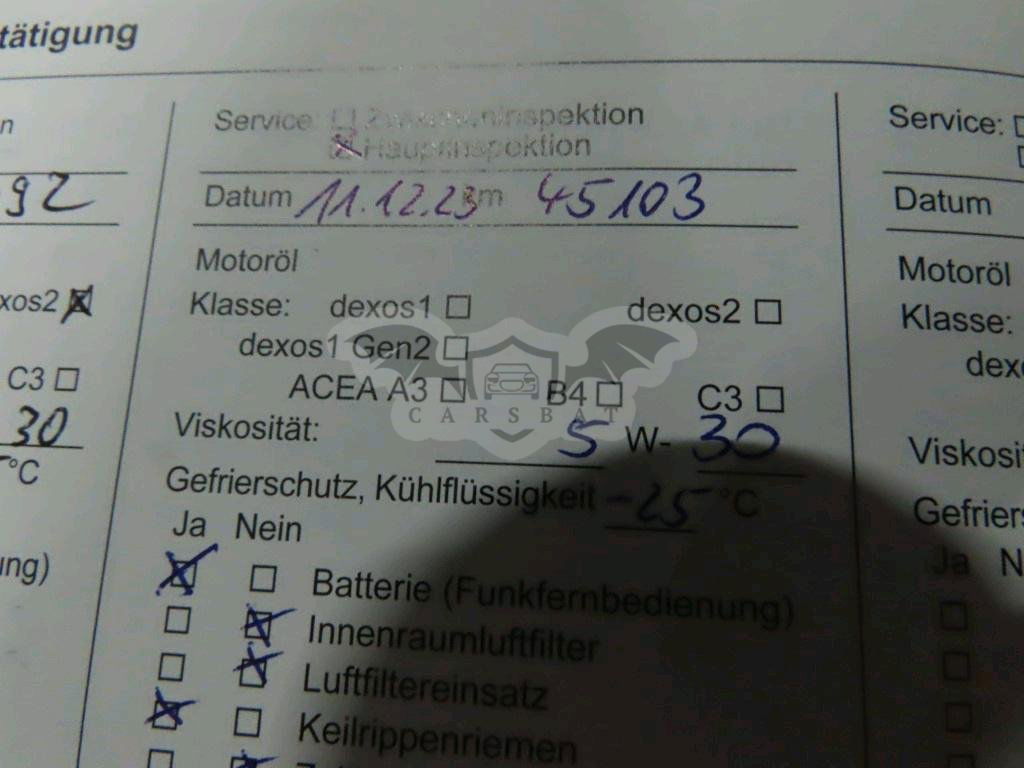 tätigung
Service: Zwischeninspektion
Hauptinspektion
92
Datum 11.12.23 km 45103
Service:
Datum
Motoröl
Klasse: dexos1 dexos2
dexos1 Gen2
ACEA A3 B4 C3
Viskosität: 5 W- 30
Gefrierschutz, Kühlflüssigkeit -25 °C
Ja Nein
Batterie (Funkfernbedienung)
Innenraumluftfilter
Luftfiltereinsatz
Keilrippenriemen
xos2
C3
30
°C
ung)
Motoröl
Klasse:
dexo
Viskosit
Gefriers
Ja N
CARSBAT